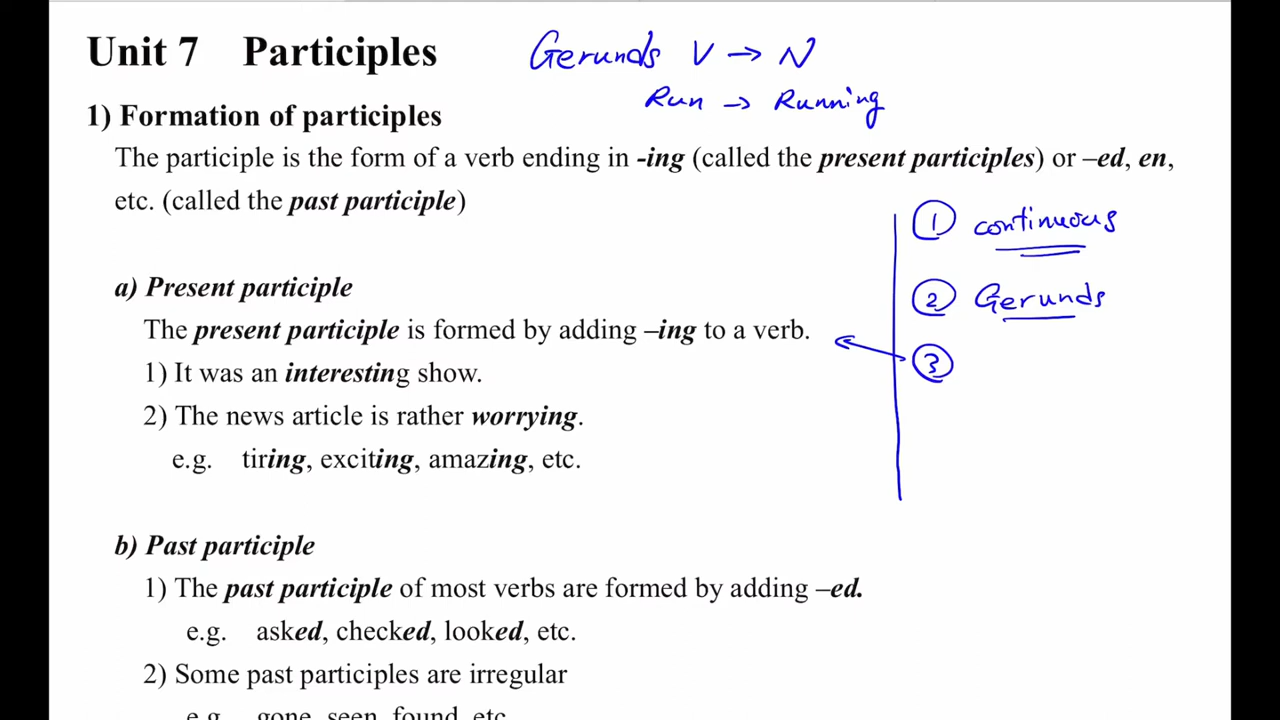 Unit 7 Participles Gerunds V → N
Run → Running
1) Formation of participles
The participle is the form of a verb ending in -ing (called the present participles) or –ed, en,
etc. (called the past participle)
① continuous
② Gerunds
③
a) Present participle
The present participle is formed by adding –ing to a verb.
1) It was an interesting show.
2) The news article is rather worrying.
e.g. tiring, exciting, amazing, etc.
b) Past participle
1) The past participle of most verbs are formed by adding –ed.
e.g. asked, checked, looked, etc.
2) Some past participles are irregular
e.g. gone, seen, found, etc.